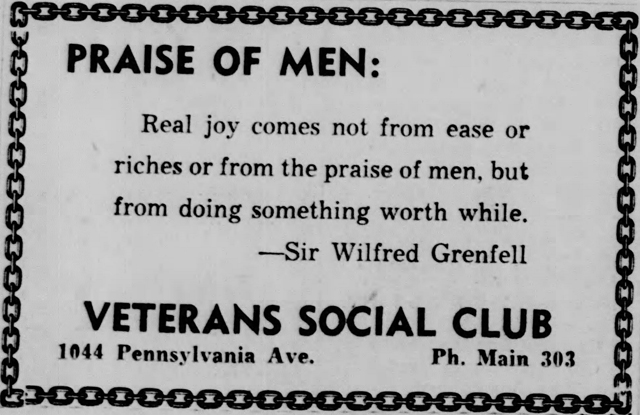 PRAISE OF MEN:
Real joy comes not from ease or
riches or from the praise of men, but
from doing something worth while.
—Sir Wilfred Grenfell
VETERANS SOCIAL CLUB
1044 Pennsylvania Ave. Ph. Main 303